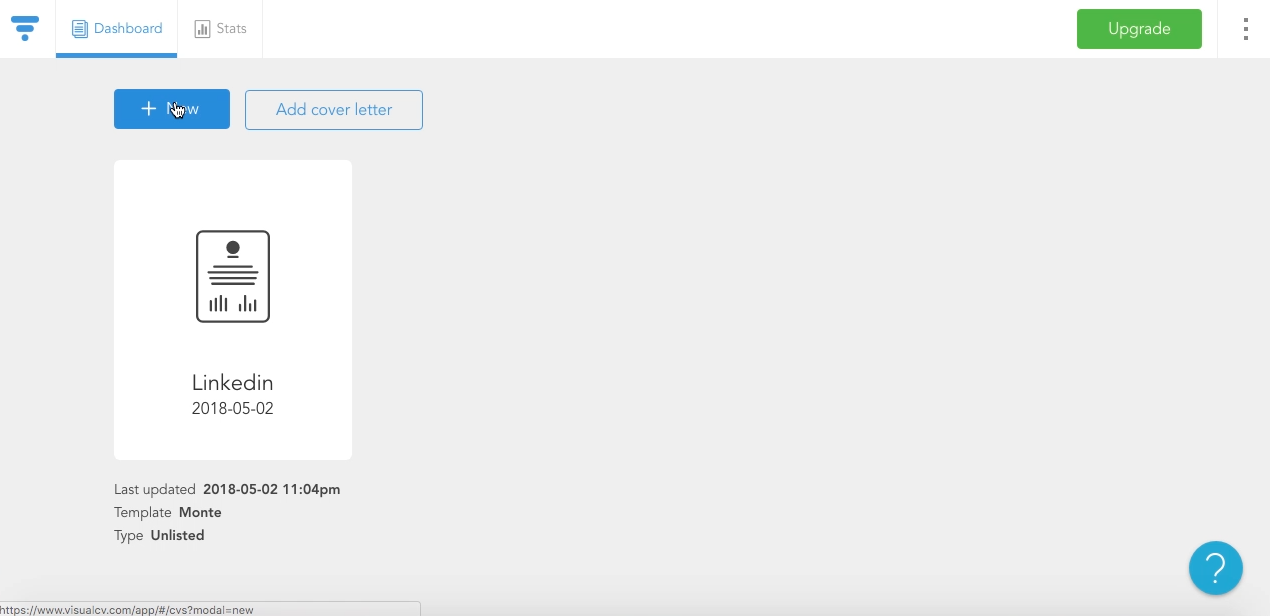 Dashboard
Stats
Upgrade
+ New
Add cover letter
Linkedin
2018-05-02
Last updated 2018-05-02 11:04pm
Template Monte
Type Unlisted
?
https://www.visualcv.com/app/#/cvs?modal=new